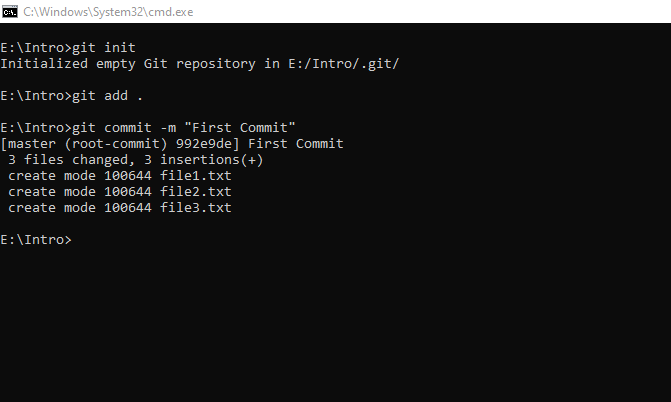 C:\Windows\System32\cmd.exe
E:\Intro>git init
Initialized empty Git repository in E:/Intro/.git/
E:\Intro>git add .
E:\Intro>git commit -m "First Commit"
[master (root-commit) 992e9de] First Commit
 3 files changed, 3 insertions(+)
 create mode 100644 file1.txt
 create mode 100644 file2.txt
 create mode 100644 file3.txt
E:\Intro>